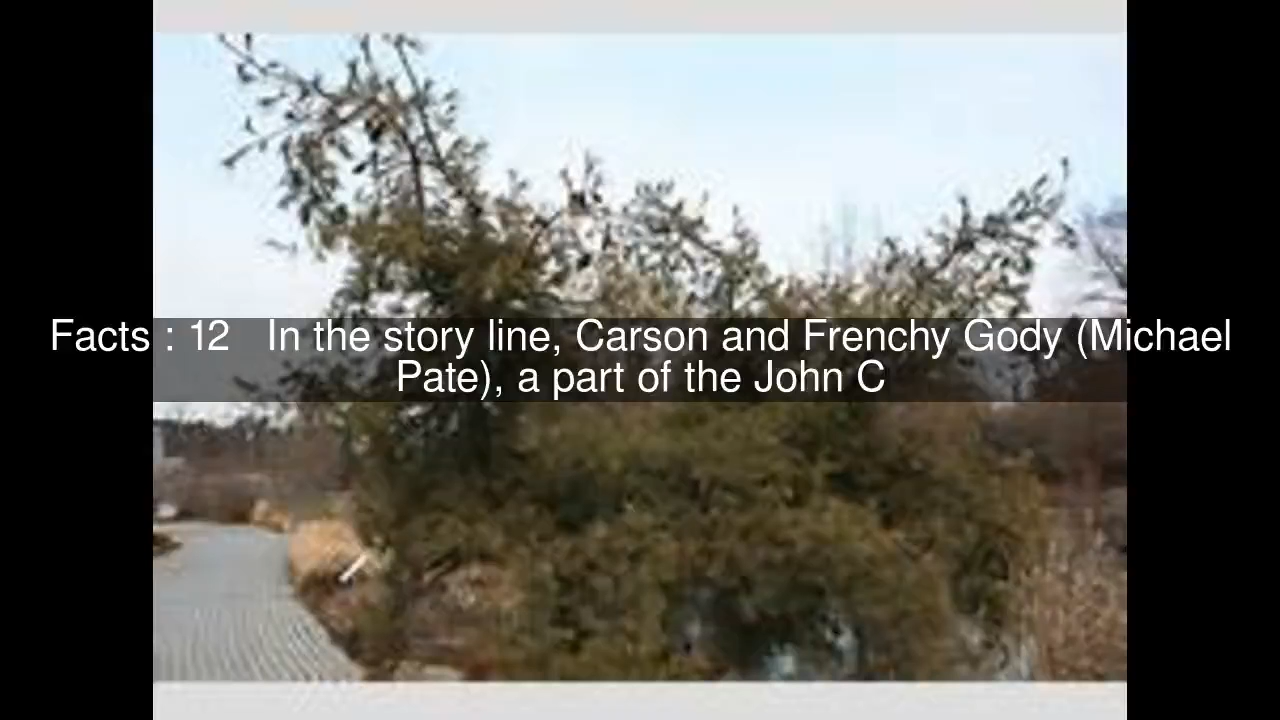 Facts : 12   In the story line, Carson and Frenchy Gody (Michael
Pate), a part of the John C